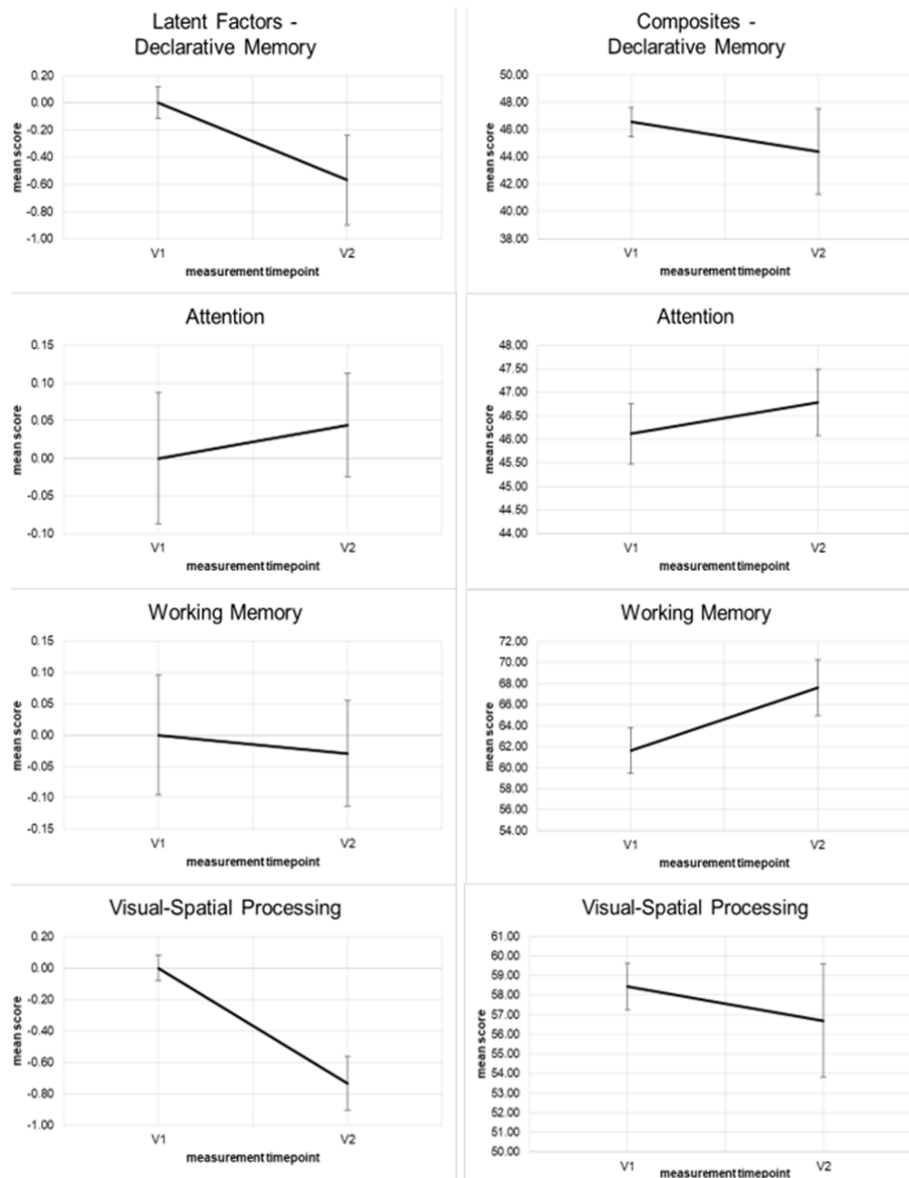 Latent Factors -
Declarative Memory
0.20
0.00
-0.20
-0.40
-0.60
-0.80
-1.00
mean score
V1 V2
measurement timepoint
Composites -
Declarative Memory
50.00
48.00
46.00
44.00
42.00
40.00
38.00
mean score
V1 V2
measurement timepoint
Attention
0.15
0.10
0.05
0.00
-0.05
-0.10
mean score
V1 V2
measurement timepoint
Attention
48.00
47.50
47.00
46.50
46.00
45.50
45.00
44.50
44.00
mean score
V1 V2
measurement timepoint
Working Memory
0.15
0.10
0.05
0.00
-0.05
-0.10
-0.15
mean score
V1 V2
measurement timepoint
Working Memory
72.00
70.00
68.00
66.00
64.00
62.00
60.00
58.00
56.00
54.00
mean score
V1 V2
measurement timepoint
Visual-Spatial Processing
0.20
0.00
-0.20
-0.40
-0.60
-0.80
-1.00
mean score
V1 V2
measurement timepoint
Visual-Spatial Processing
61.00
60.00
59.00
58.00
57.00
56.00
55.00
54.00
53.00
52.00
51.00
50.00
mean score
V1 V2
measurement timepoint